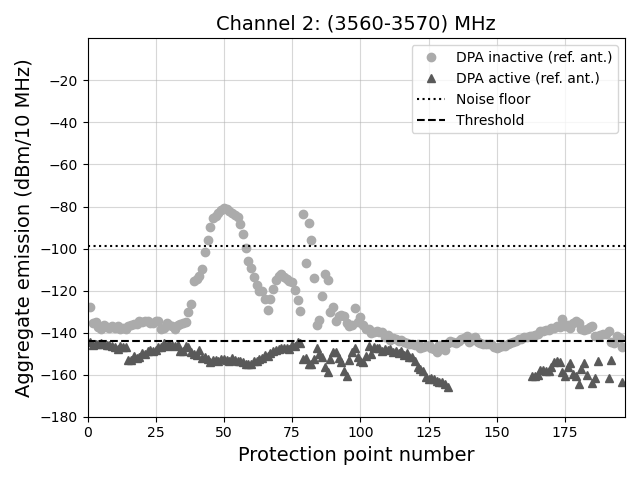 Channel 2: (3560-3570) MHz
DPA inactive (ref. ant.)
DPA active (ref. ant.)
Noise floor
Threshold
Aggregate emission (dBm/10 MHz)
−20
−40
−60
−80
−100
−120
−140
−160
−180
0 25 50 75 100 125 150 175
Protection point number